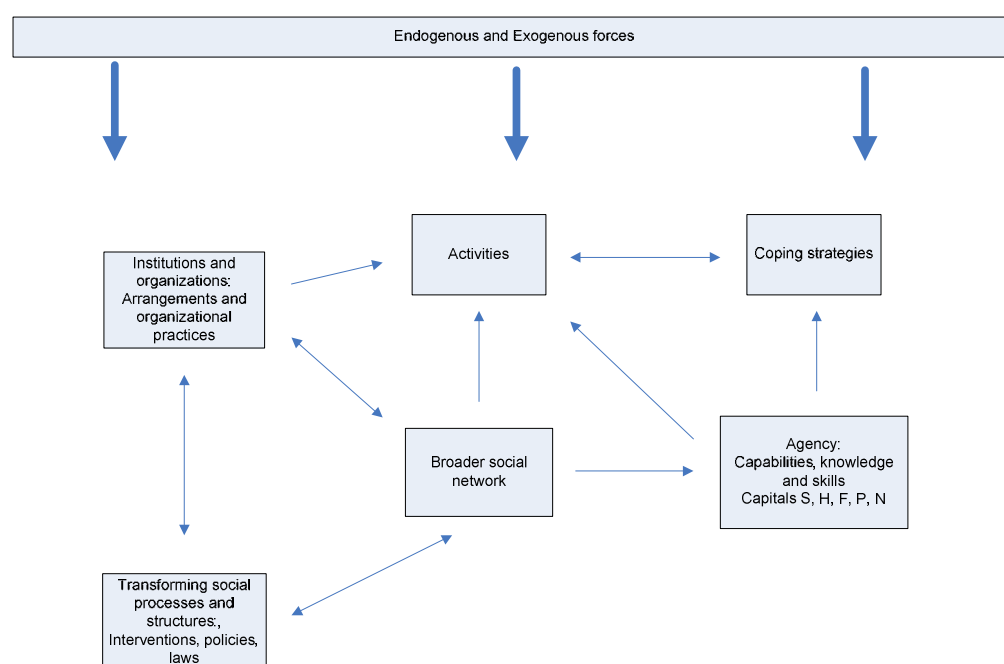 Endogenous and Exogenous forces
Activities
Coping strategies
Institutions and
organizations:
Arrangements and
organizational
practices
Broader social
network
Agency:
Capabilities, knowledge
and skills
Capitals S, H, F, P, N
Transforming social
processes and
structures:,
Interventions, policies,
laws